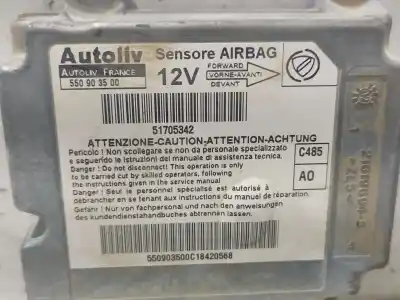 Autoliv Sensore AIRBAG
AUTOLIV FRANCE
550 90 35 00
12V
FORWARD
VORNE-AVANTI
DEVANT
51705342
ATTENZIONE-CAUTION-ATTENTION-ACHTUNG
Pericolo ! Non scollegare se non da personale specializzato
e seguendo le istruzioni del manuale di assistenza tecnica.
Danger ! Do not disconnect! This operation is only
to be carried cut by skilled operators, following
the instructions given in the service manual
Danger ! Seul le personnel spécialisé est autorisé à
débrancher en se tenant aux instructions du manuel de réparation.
Gefahr ! Nur von fachpersonal und nach den anweisungen
des kundendienstahdbuches abtrennen lassen.
C485
A0
550903500C18420568